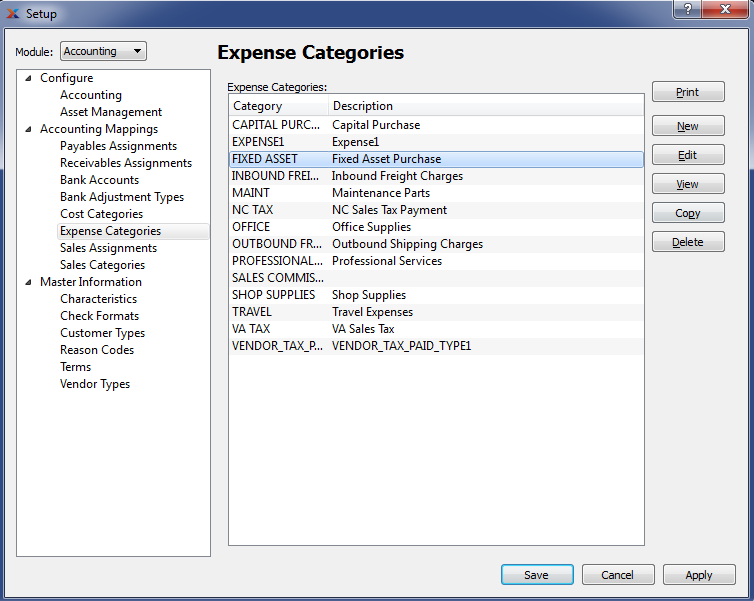 Setup
?
X
Module: Accounting
Expense Categories
Configure
Accounting
Asset Management
Accounting Mappings
Payables Assignments
Receivables Assignments
Bank Accounts
Bank Adjustment Types
Cost Categories
Expense Categories
Sales Assignments
Sales Categories
Master Information
Characteristics
Check Formats
Customer Types
Reason Codes
Terms
Vendor Types
Expense Categories:
Category Description
CAPITAL PURC... Capital Purchase
EXPENSE1 Expense1
FIXED ASSET Fixed Asset Purchase
INBOUND FREI... Inbound Freight Charges
MAINT Maintenance Parts
NC TAX NC Sales Tax Payment
OFFICE Office Supplies
OUTBOUND FR... Outbound Shipping Charges
PROFESSIONAL... Professional Services
SALES COMMIS...
SHOP SUPPLIES Shop Supplies
TRAVEL Travel Expenses
VA TAX VA Sales Tax
VENDOR_TAX_P... VENDOR_TAX_PAID_TYPE1
Print
New
Edit
View
Copy
Delete
Save Cancel Apply